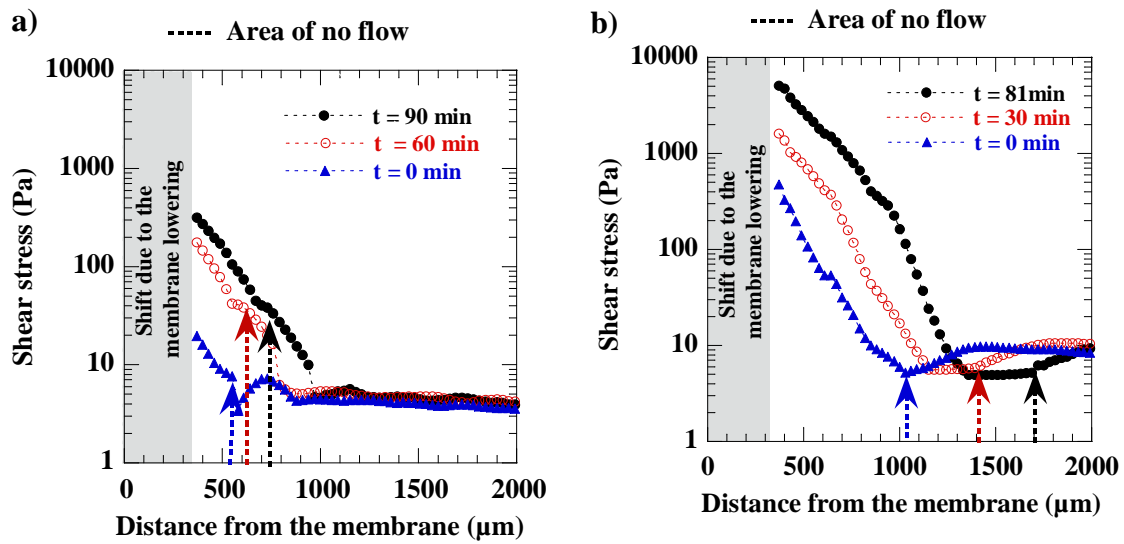 a)
Area of no flow
10000
1000
100
10
1
Shear stress (Pa)
Shift due to the
membrane lowering
t = 90 min
t = 60 min
t = 0 min
0 500 1000 1500 2000
Distance from the membrane (µm)
b)
Area of no flow
10000
1000
100
10
1
Shear stress (Pa)
Shift due to the
membrane lowering
t = 81min
t = 30 min
t = 0 min
0 500 1000 1500 2000
Distance from the membrane (µm)